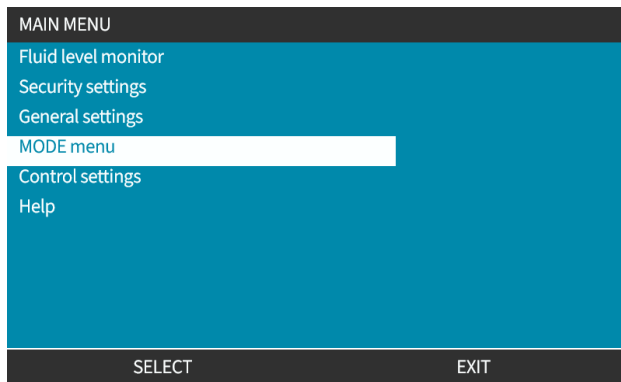 MAIN MENU
Fluid level monitor
Security settings
General settings
MODE menu
Control settings
Help
SELECT EXIT